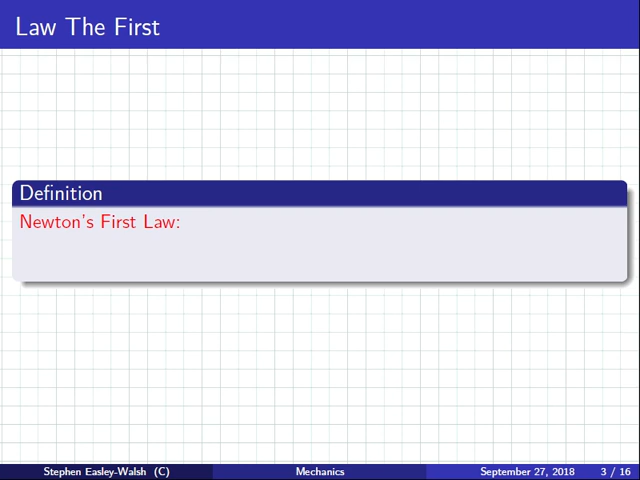 Law The First
Definition
Newton's First Law:
Stephen Easley-Walsh (C) Mechanics September 27, 2018 3 / 16